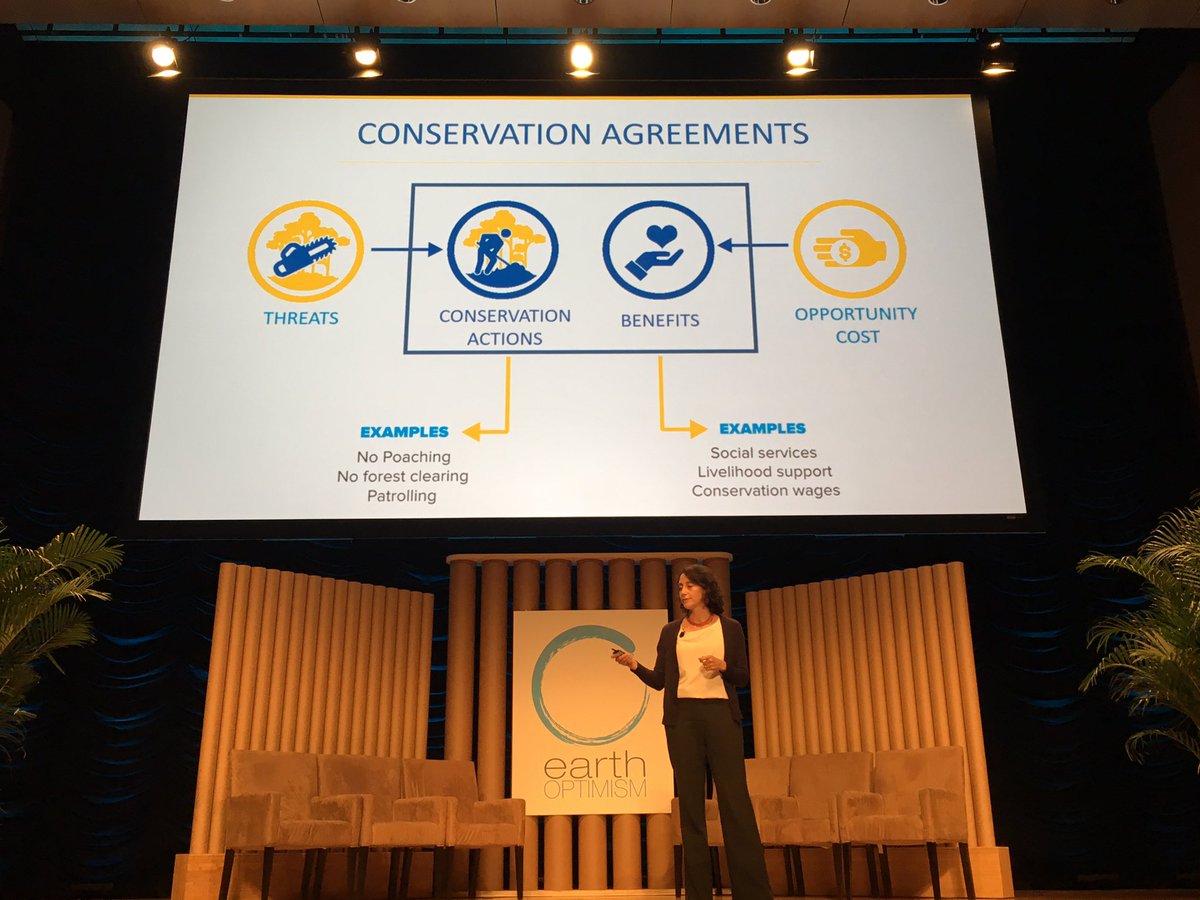 CONSERVATION AGREEMENTS
THREATS
CONSERVATION
ACTIONS
BENEFITS
OPPORTUNITY
COST
$
EXAMPLES
No Poaching
No forest clearing
Patrolling
EXAMPLES
Social services
Livelihood support
Conservation wages
earth
OPTIMISM